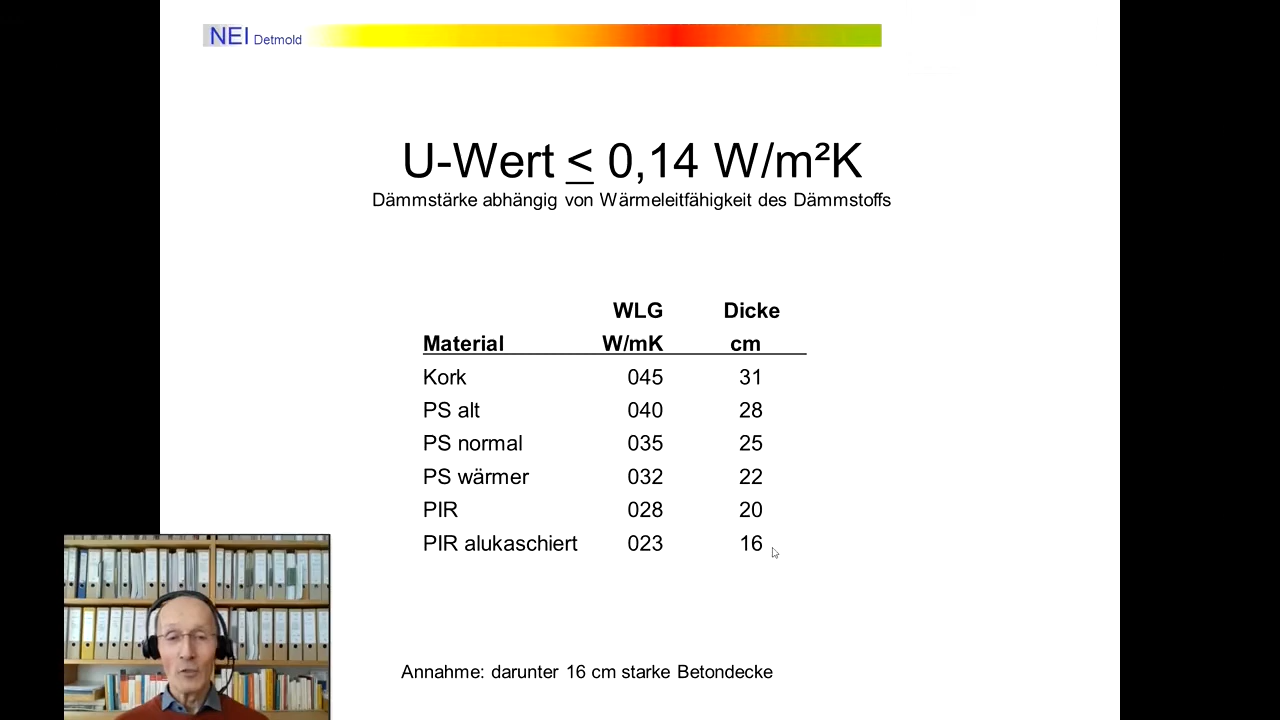 NEI Detmold
U-Wert ≤ 0,14 W/m²K
Dämmstärke abhängig von Wärmeleitfähigkeit des Dämmstoffs
WLG Dicke
Material W/mK cm
Kork 045 31
PS alt 040 28
PS normal 035 25
PS wärmer 032 22
PIR 028 20
PIR alukaschiert 023 16
Annahme: darunter 16 cm starke Betondecke